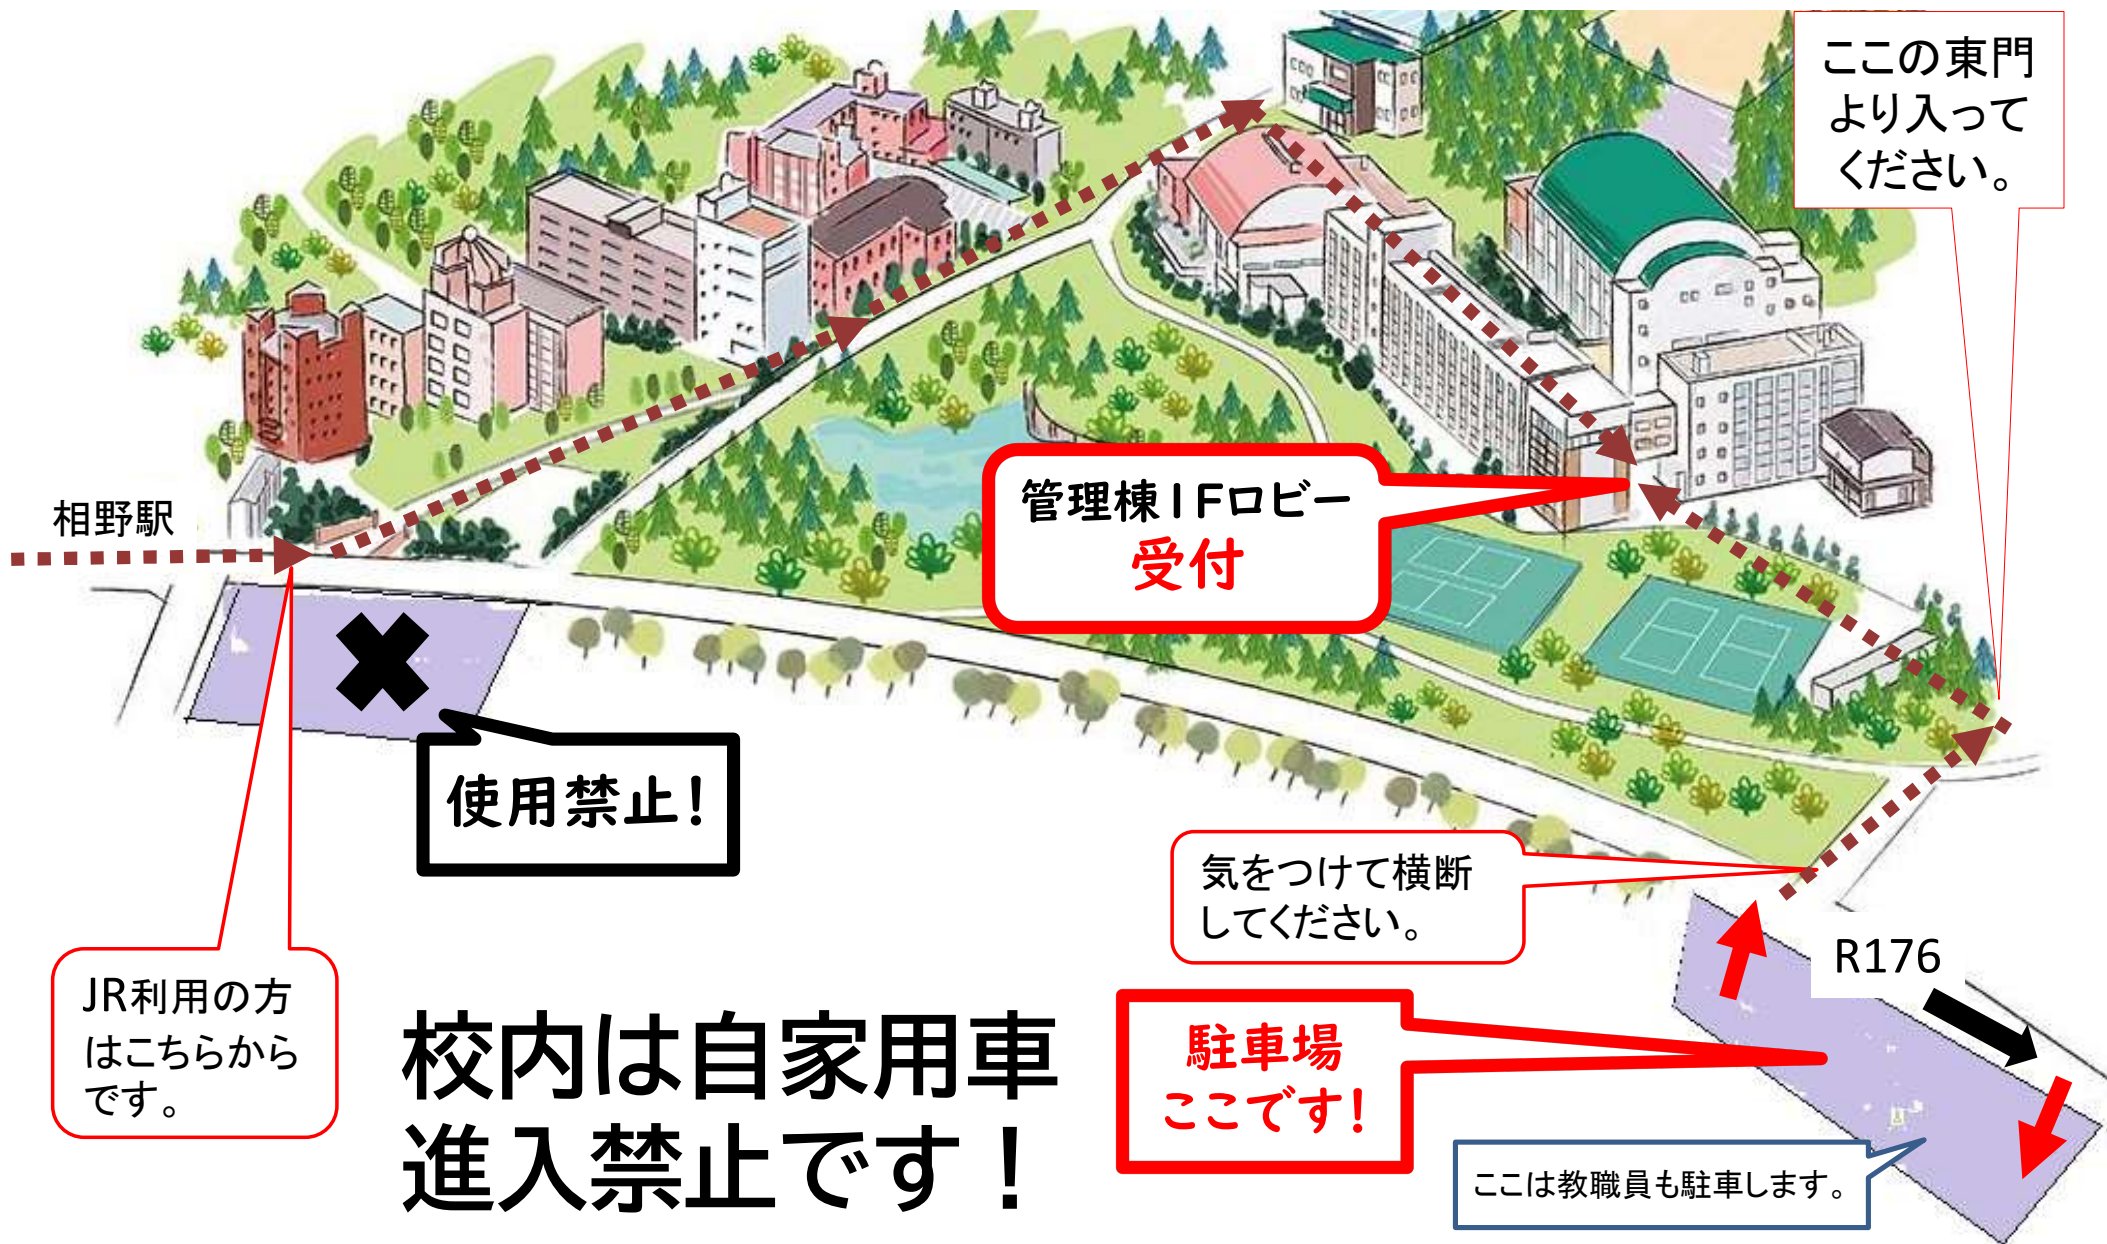 ここの東門
より入って
ください。
相野駅
管理棟1Fロビー
受付
使用禁止！
気をつけて横断
してください。
R176
JR利用の方
はこちらから
です。
校内は自家用車
進入禁止です！
駐車場
ここです！
ここは教職員も駐車します。